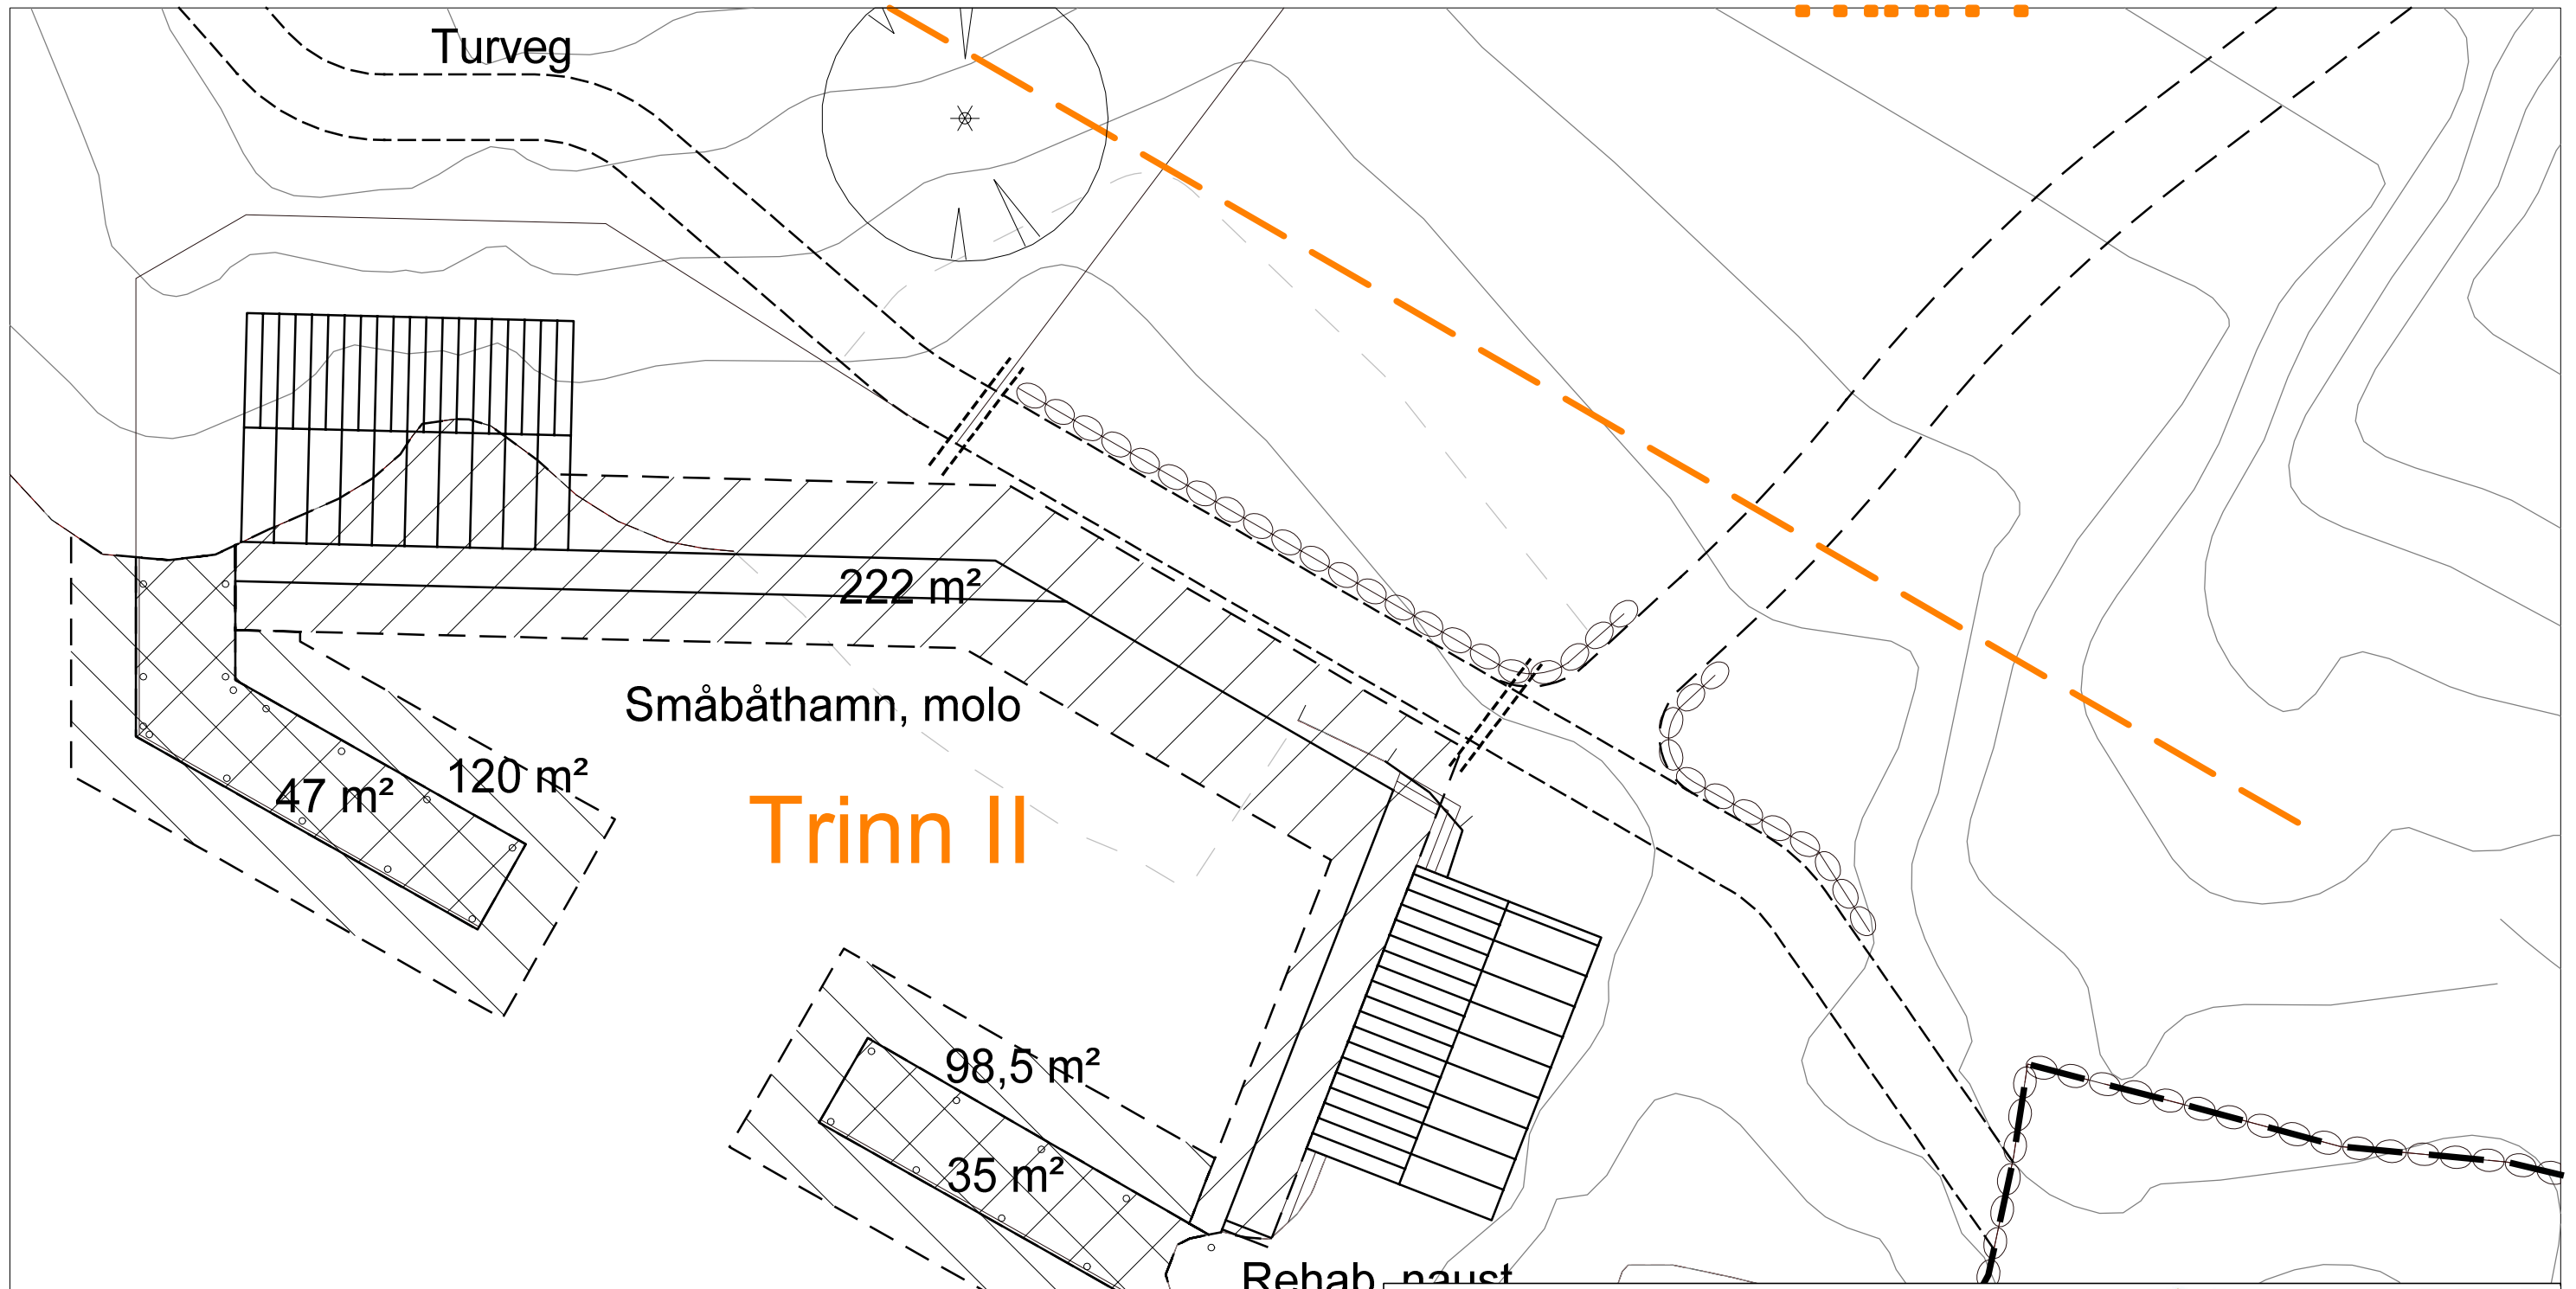 Turveg
222 m²
Småbåthamn, molo
120 m²
47 m²
Trinn II
98,5 m²
35 m²
Rehab. naust